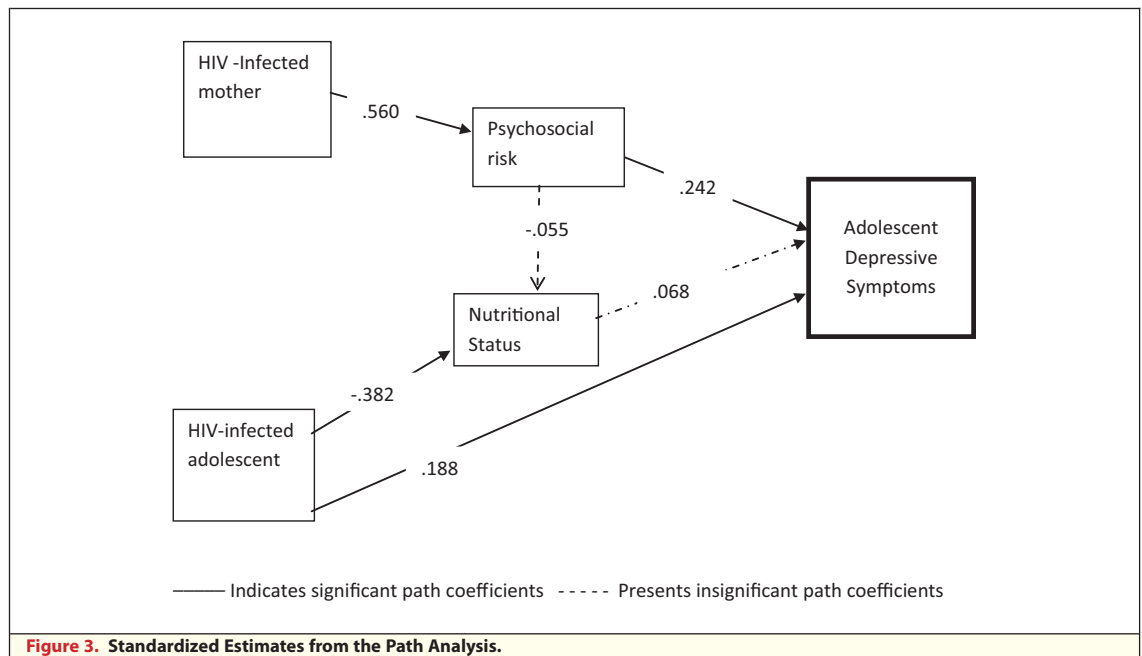 HIV -Infected
mother
.560
Psychosocial
risk
.242
-.055
Adolescent
Depressive
Symptoms
.068
Nutritional
Status
-.382
HIV-infected
adolescent
.188
Indicates significant path coefficients ----- Presents insignificant path coefficients
Figure 3. Standardized Estimates from the Path Analysis.